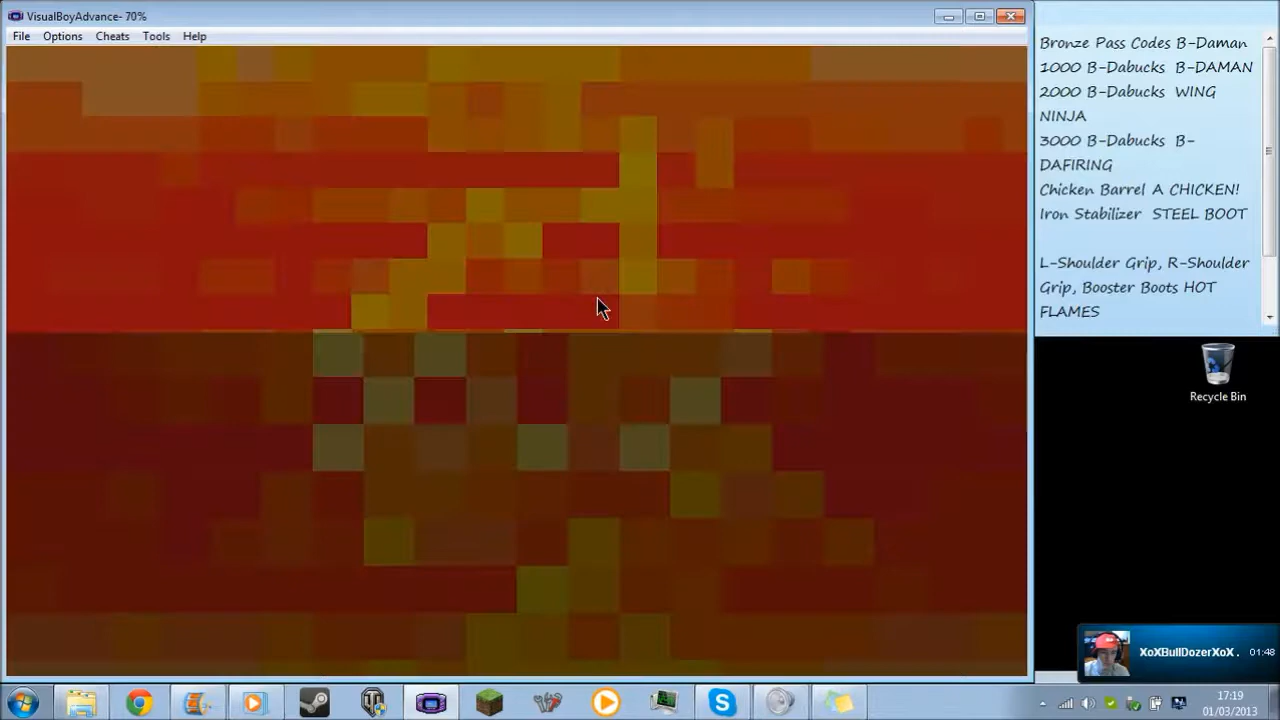 VisualBoyAdvance- 70%
File Options Cheats Tools Help
Bronze Pass Codes B-Daman
1000 B-Dabucks B-DAMAN
2000 B-Dabucks WING
NINJA
3000 B-Dabucks B-
DAFIRING
Chicken Barrel A CHICKEN!
Iron Stabilizer STEEL BOOT
L-Shoulder Grip, R-Shoulder
Grip, Booster Boots HOT
FLAMES
Recycle Bin
XoXBullDozerXoX . 01:48
17:19
01/03/2013